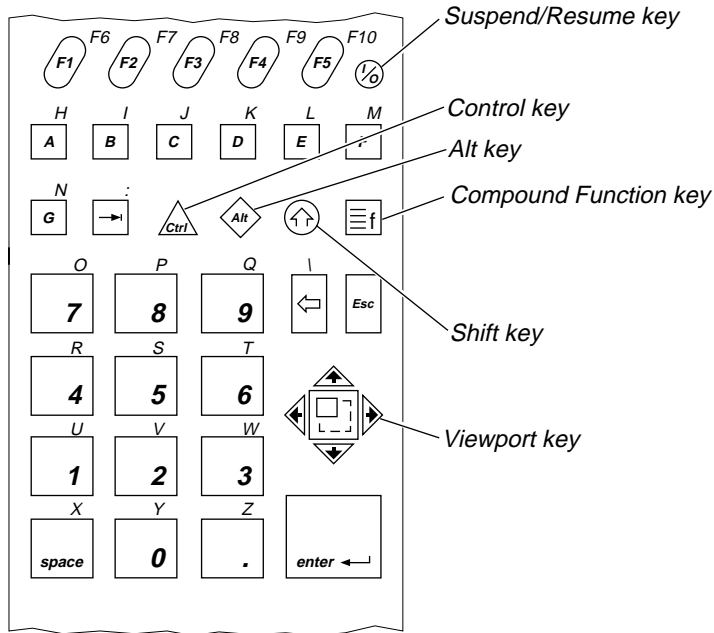 Suspend/Resume key
F6 F7 F8 F9 F10
F1 F2 F3 F4 F5 I/O
Control key
H I J K L M
A B C D E F
Alt key
Compound Function key
N :
G Ctrl Alt f
O P Q \
7 8 9 Esc
Shift key
R S T
4 5 6
Viewport key
U V W
1 2 3
X Y Z
space 0 . enter